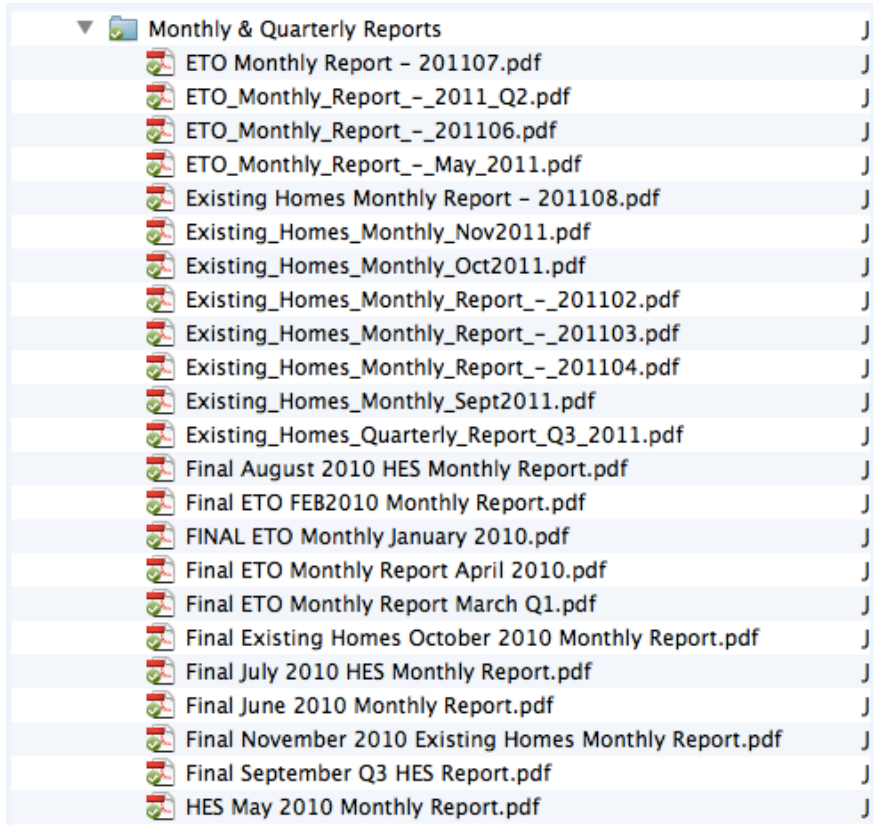 Monthly & Quarterly Reports J
ETO Monthly Report – 201107.pdf J
ETO_Monthly_Report_-_2011_Q2.pdf J
ETO_Monthly_Report_-_201106.pdf J
ETO_Monthly_Report_-_May_2011.pdf J
Existing Homes Monthly Report – 201108.pdf J
Existing_Homes_Monthly_Nov2011.pdf J
Existing_Homes_Monthly_Oct2011.pdf J
Existing_Homes_Monthly_Report_-_201102.pdf J
Existing_Homes_Monthly_Report_-_201103.pdf J
Existing_Homes_Monthly_Report_-_201104.pdf J
Existing_Homes_Monthly_Sept2011.pdf J
Existing_Homes_Quarterly_Report_Q3_2011.pdf J
Final August 2010 HES Monthly Report.pdf J
Final ETO FEB2010 Monthly Report.pdf J
FINAL ETO Monthly January 2010.pdf J
Final ETO Monthly Report April 2010.pdf J
Final ETO Monthly Report March Q1.pdf J
Final Existing Homes October 2010 Monthly Report.pdf J
Final July 2010 HES Monthly Report.pdf J
Final June 2010 Monthly Report.pdf J
Final November 2010 Existing Homes Monthly Report.pdf J
Final September Q3 HES Report.pdf J
HES May 2010 Monthly Report.pdf J